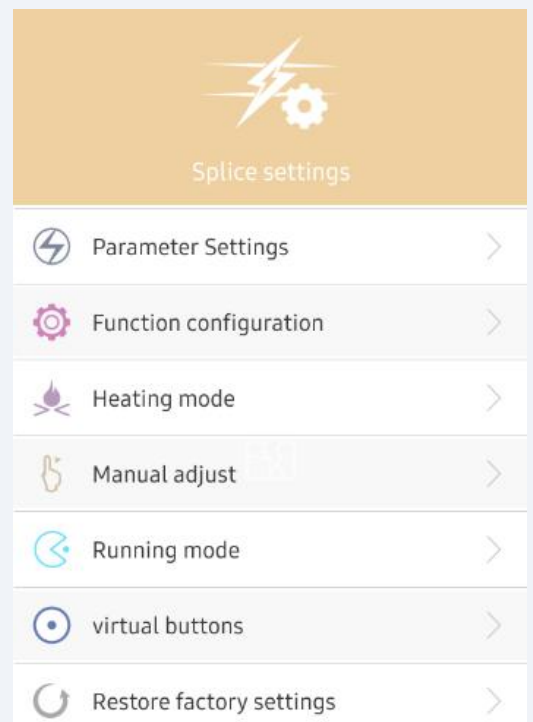 Splice settings
Parameter Settings
Function configuration
Heating mode
Manual adjust
Running mode
virtual buttons
Restore factory settings